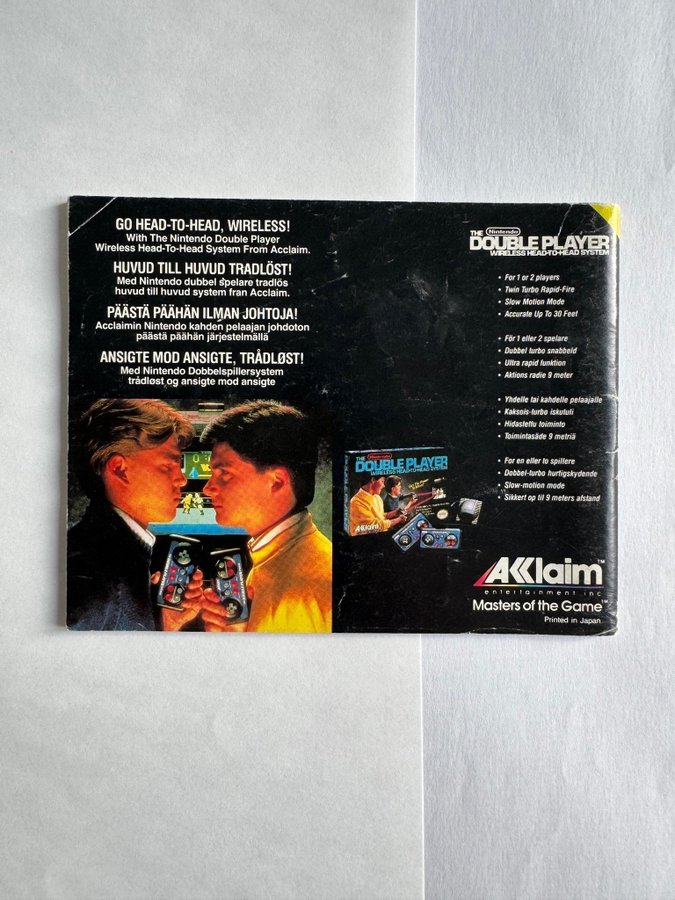 GO HEAD-TO-HEAD, WIRELESS!
With The Nintendo Double Player
Wireless Head-To-Head System From Acclaim.
HUVUD TILL HUVUD TRADLÖST!
Med Nintendo dubbel spelare tradlös
huvud till huvud system fran Acclaim.
PÄÄSTÄ PÄÄHÄN ILMAN JOHTOJA!
Acclaimin Nintendo kahden pelaajan johdoton
päästä päähän järjestelmällä
ANSIGTE MOD ANSIGTE, TRÅDLØST!
Med Nintendo Dobbelspillersystem
trådløst og ansigte mod ansigte
THE Nintendo
DOUBLE PLAYER
WIRELESS HEAD-TO-HEAD SYSTEM
• For 1 or 2 players
• Twin Turbo Rapid-Fire
• Slow Motion Mode
• Accurate Up To 30 Feet
• För 1 eller 2 spelare
• Dubbel turbo snabbeld
• Ultra rapid funktion
• Aktions radie 9 meter
• Yhdelle tai kahdelle pelaajalle
• Kaksois-turbo iskutuli
• Hidastettu toiminto
• Toimintasäde 9 metriä
• For en eller to spillere
• Dobbel-turbo hurtigskydende
• Slow-motion mode
• Sikkert op til 9 meters afstand
THE Nintendo
DOUBLE PLAYER
WIRELESS HEAD-TO-HEAD SYSTEM
AKklaim
AKKlaim™
entertainment inc
Masters of the Game™
Printed in Japan